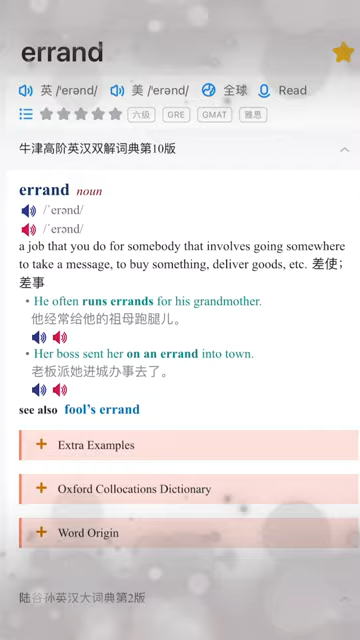 errand
英 /'erənd/ 美 /'erənd/ 全球 Read
六级 GRE GMAT 雅思
牛津高阶英汉双解词典第10版
errand noun
/ˈerənd/
/ˈerənd/
a job that you do for somebody that involves going somewhere
to take a message, to buy something, deliver goods, etc. 差使；
差事
• He often runs errands for his grandmother.
他经常给他的祖母跑腿儿。
• Her boss sent her on an errand into town.
老板派她进城办事去了。
see also fool's errand
+ Extra Examples
+ Oxford Collocations Dictionary
+ Word Origin
陆谷孙英汉大词典第2版